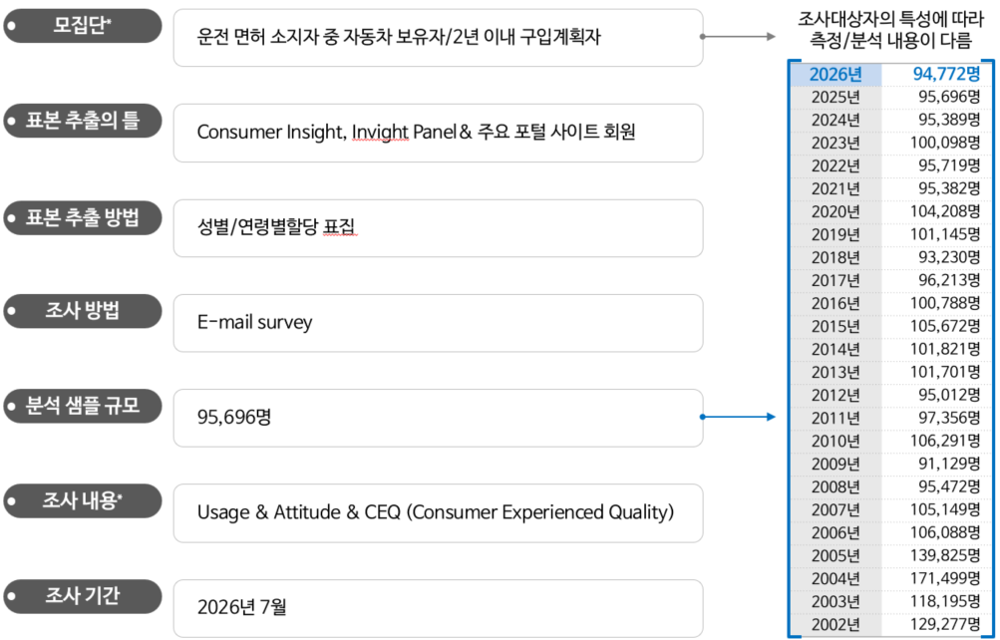 모집단*
운전 면허 소지자 중 자동차 보유자/2년 이내 구입계획자
표본 추출의 틀
Consumer Insight, Invight Panel & 주요 포털 사이트 회원
표본 추출 방법
성별/연령별할당 표집
조사 방법
E-mail survey
분석 샘플 규모
95,696명
조사 내용*
Usage & Attitude & CEQ (Consumer Experienced Quality)
조사 기간
2026년 7월
조사대상자의 특성에 따라
측정/분석 내용이 다름
2026년 94,772명
2025년 95,696명
2024년 95,389명
2023년 100,098명
2022년 95,719명
2021년 95,382명
2020년 104,208명
2019년 101,145명
2018년 93,230명
2017년 96,213명
2016년 100,788명
2015년 105,672명
2014년 101,821명
2013년 101,701명
2012년 95,012명
2011년 97,356명
2010년 106,291명
2009년 91,129명
2008년 95,472명
2007년 105,149명
2006년 106,088명
2005년 139,825명
2004년 171,499명
2003년 118,195명
2002년 129,277명